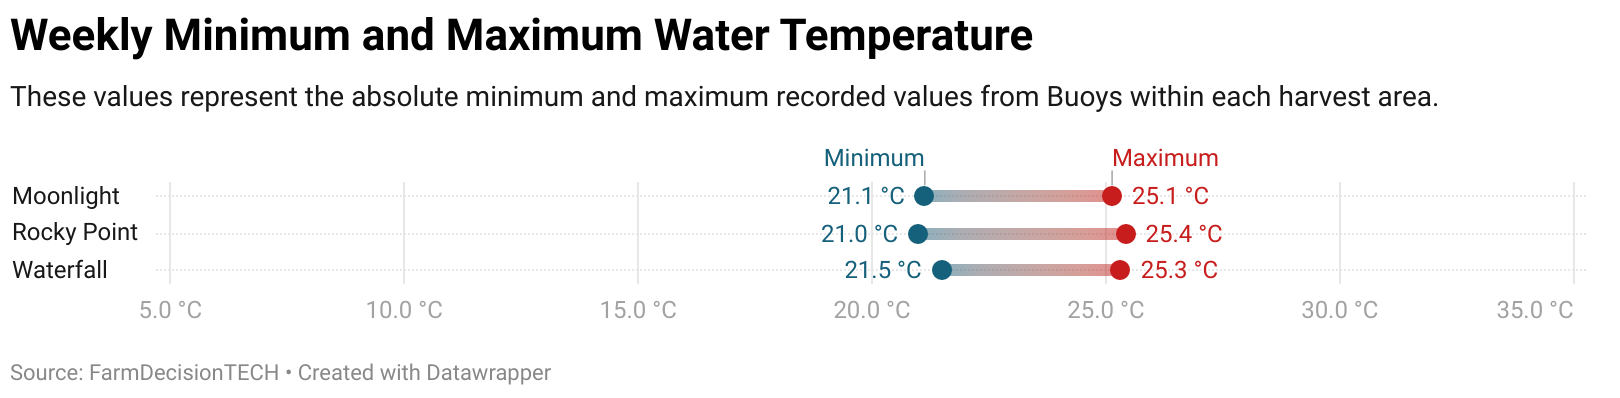 Weekly Minimum and Maximum Water Temperature
These values represent the absolute minimum and maximum recorded values from Buoys within each harvest area.
Minimum Maximum
Moonlight 21.1 °C 25.1 °C
Rocky Point 21.0 °C 25.4 °C
Waterfall 21.5 °C 25.3 °C
5.0 °C 10.0 °C 15.0 °C 20.0 °C 25.0 °C 30.0 °C 35.0 °C
Source: FarmDecisionTECH • Created with Datawrapper